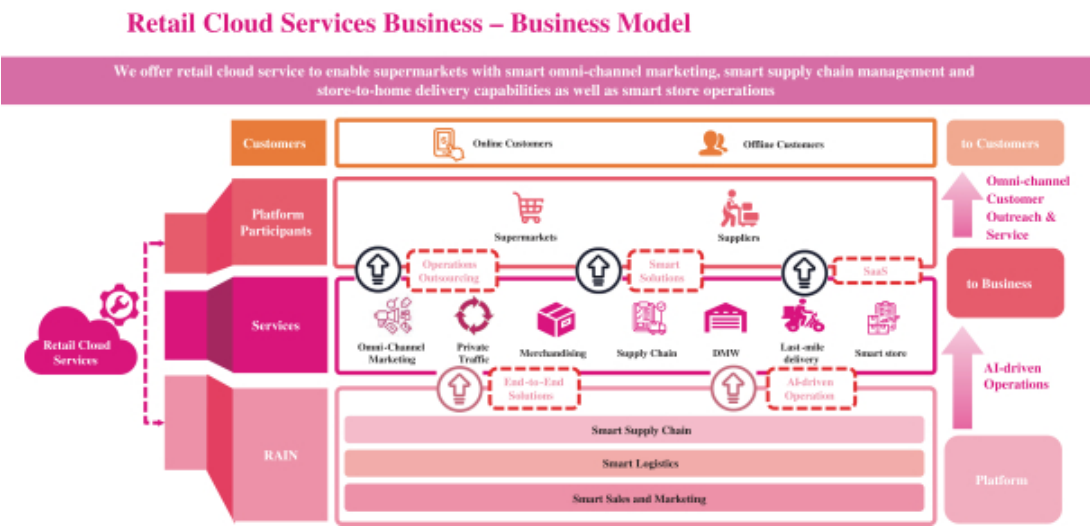 Retail Cloud Services Business – Business Model
We offer retail cloud service to enable supermarkets with smart omni-channel marketing, smart supply chain management and
store-to-home delivery capabilities as well as smart store operations
Customers
Online Customers
Offline Customers
to Customers
Omni-channel
Customer
Outreach &
Service
Platform
Participants
Supermarkets
Suppliers
Operations
Outsourcing
Smart
Solutions
SaaS
to Business
Retail Cloud
Services
Services
Omni-Channel
Marketing
Private
Traffic
Merchandising
Supply Chain
DMW
Last-mile
delivery
Smart store
AI-driven
Operations
End-to-End
Solutions
AI-driven
Operation
RAIN
Smart Supply Chain
Smart Logistics
Smart Sales and Marketing
Platform